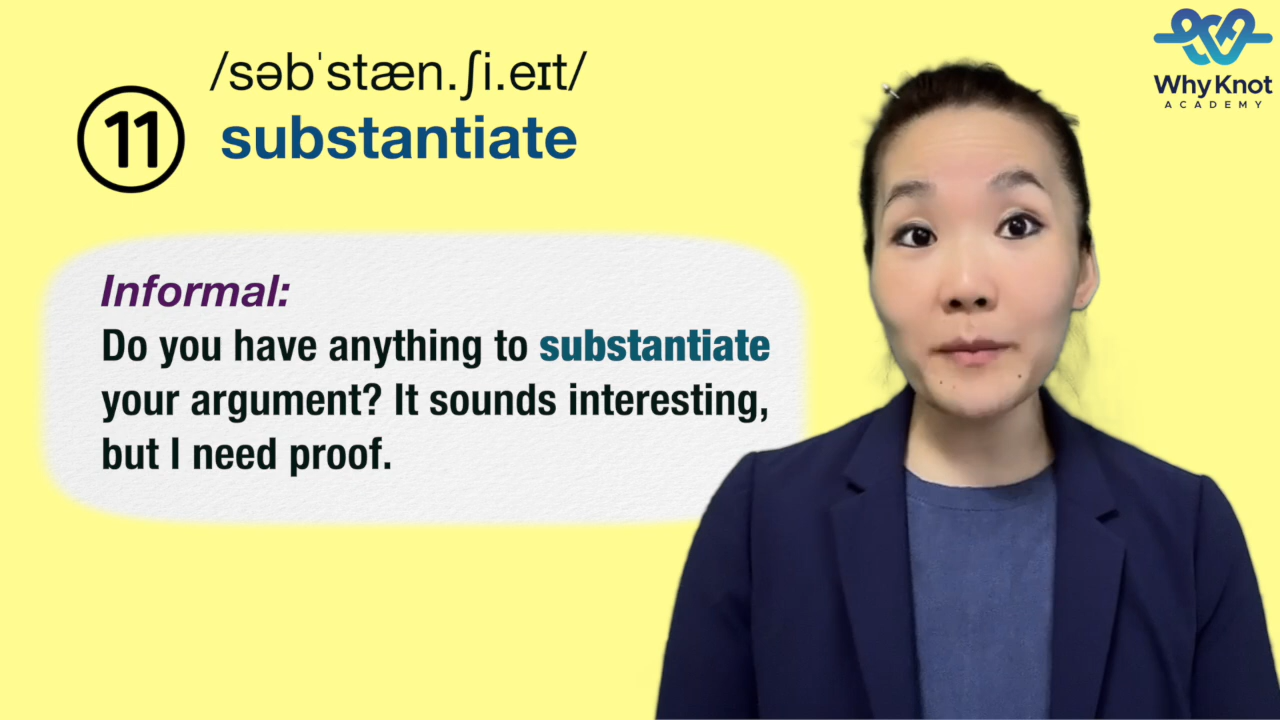 /səbˈstæn.ʃi.eɪt/
11
substantiate
Informal:
Do you have anything to substantiate
your argument? It sounds interesting,
but I need proof.
Why Knot
ACADEMY